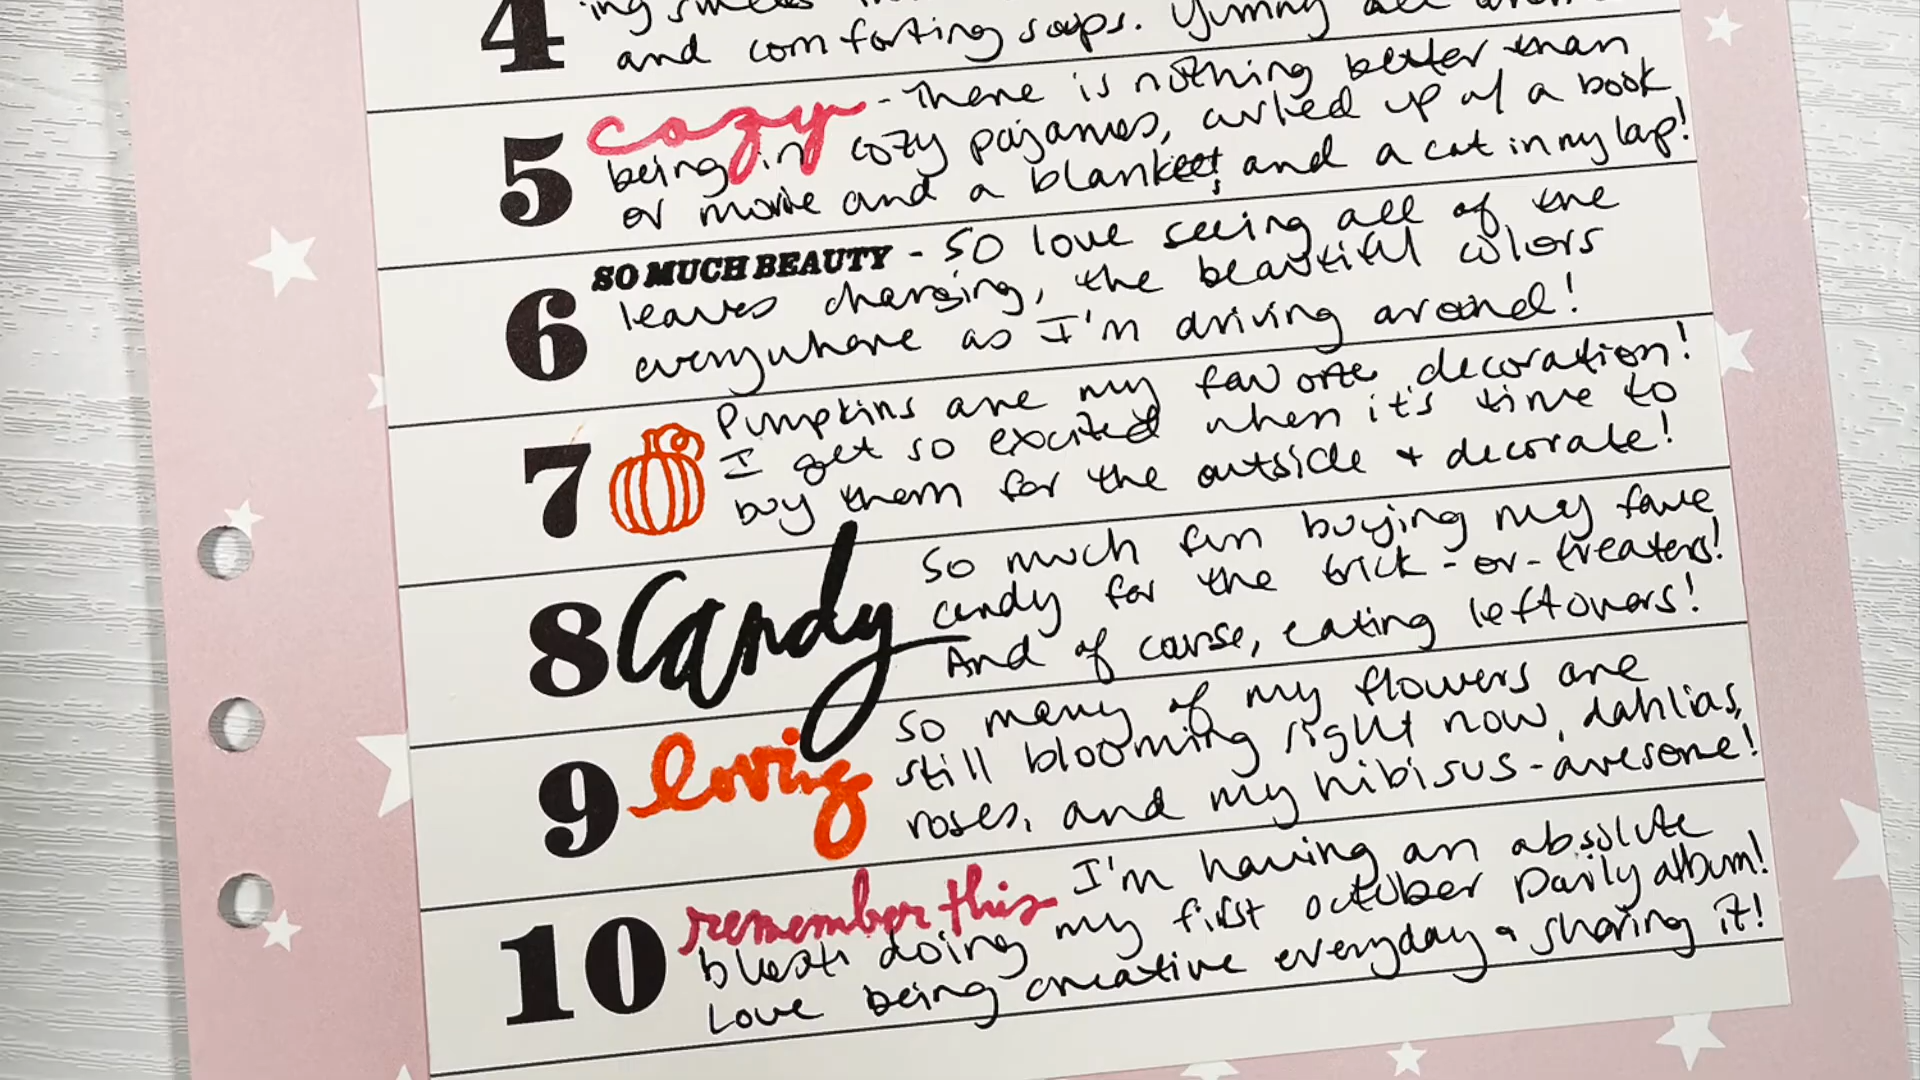 4 and comforting soups. Yummy all
5 cozy - There is nothing better than
being in cozy pajamas, curled up w/ a book
or movie and a blanket, and a cat in my lap!
6 SO MUCH BEAUTY - SO love seeing all of the
leaves changing, the beautiful colors
everywhere as I'm driving around!
7 Pumpkins are my favorite decoration!
I get so excited when it's time to
buy them for the outside + decorate!
8 Candy So much fun buying my fave
candy for the trick-or-treaters!
And of course, eating leftovers!
9 loving So many of my flowers are
still blooming right now, dahlias,
roses, and my hibisus-awesome!
10 remember this I'm having an absolute
blast doing my first October Daily album!
Love being creative everyday & sharing it!